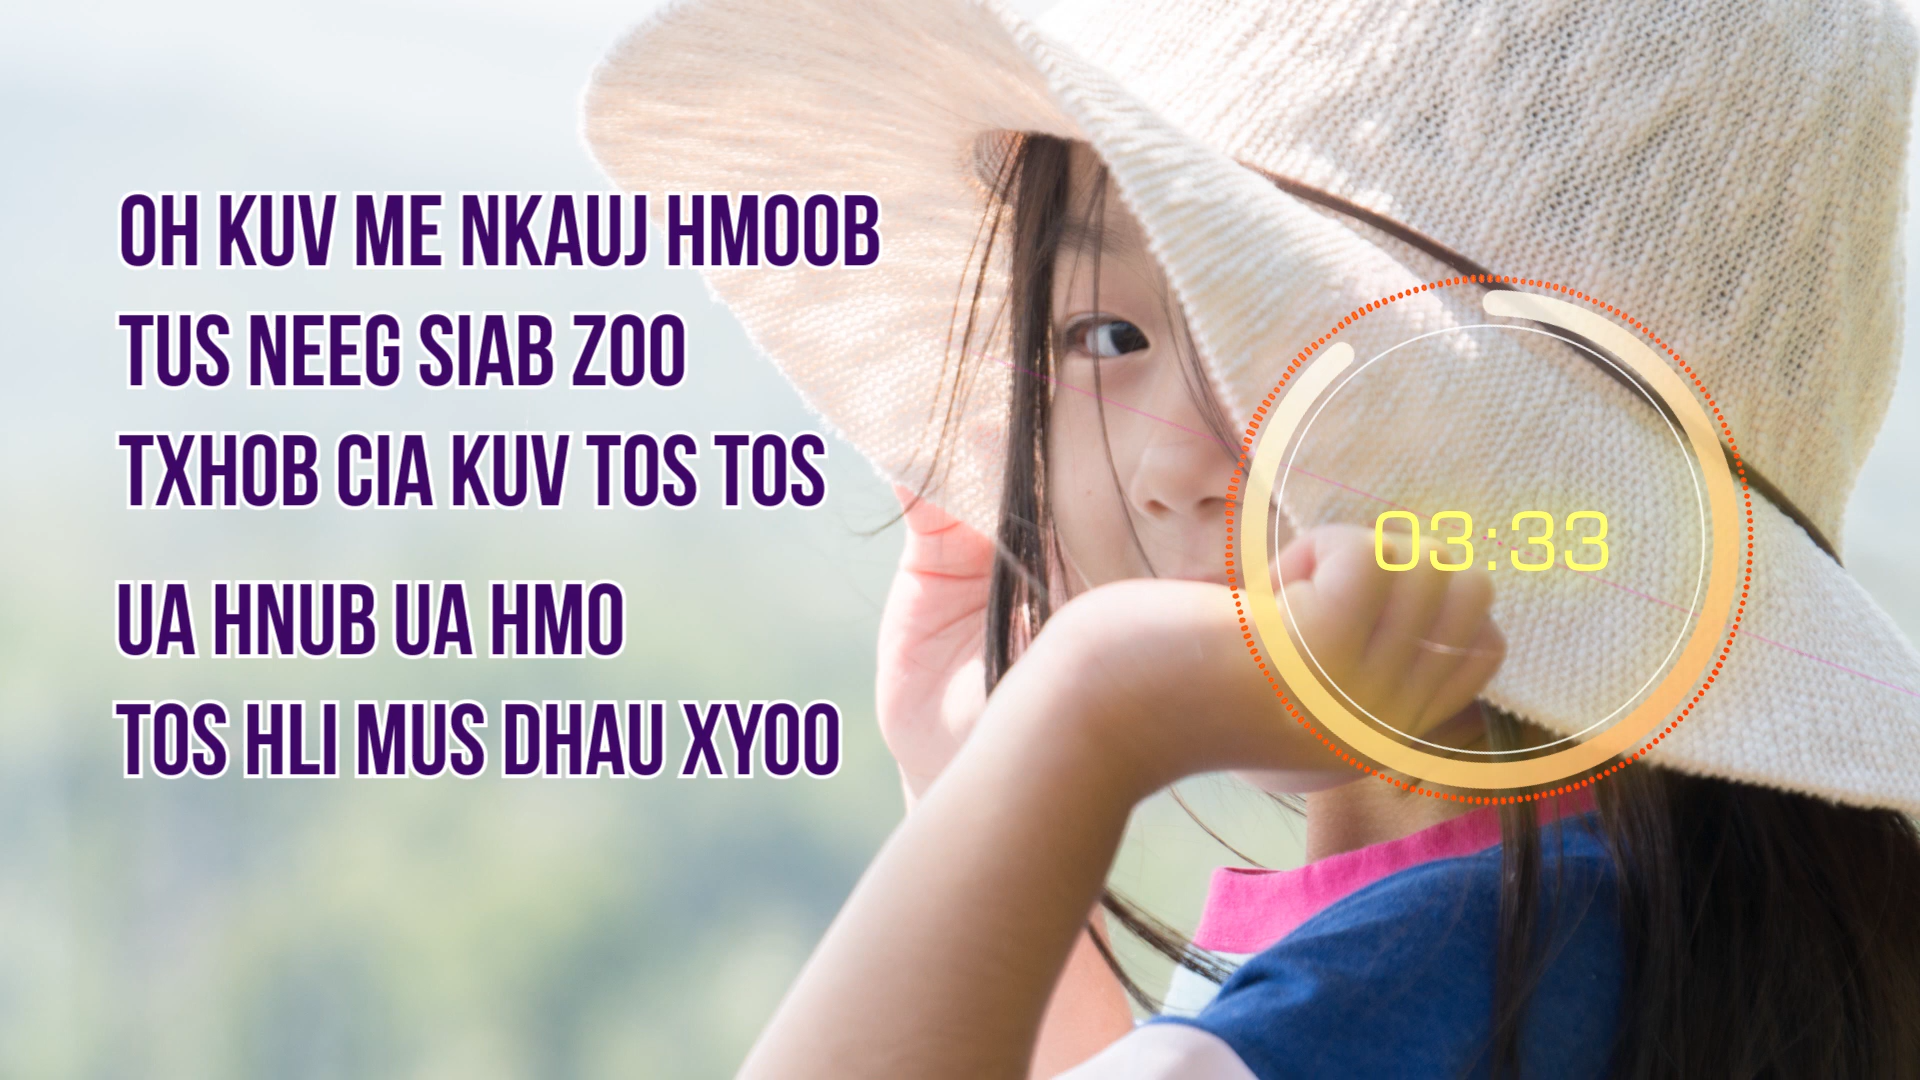 OH KUV ME NKAUJ HMOOB
TUS NEEG SIAB ZOO
TXHOB CIA KUV TOS TOS
UA HNUB UA HMO
TOS HLI MUS DHAU XYOO
03:33